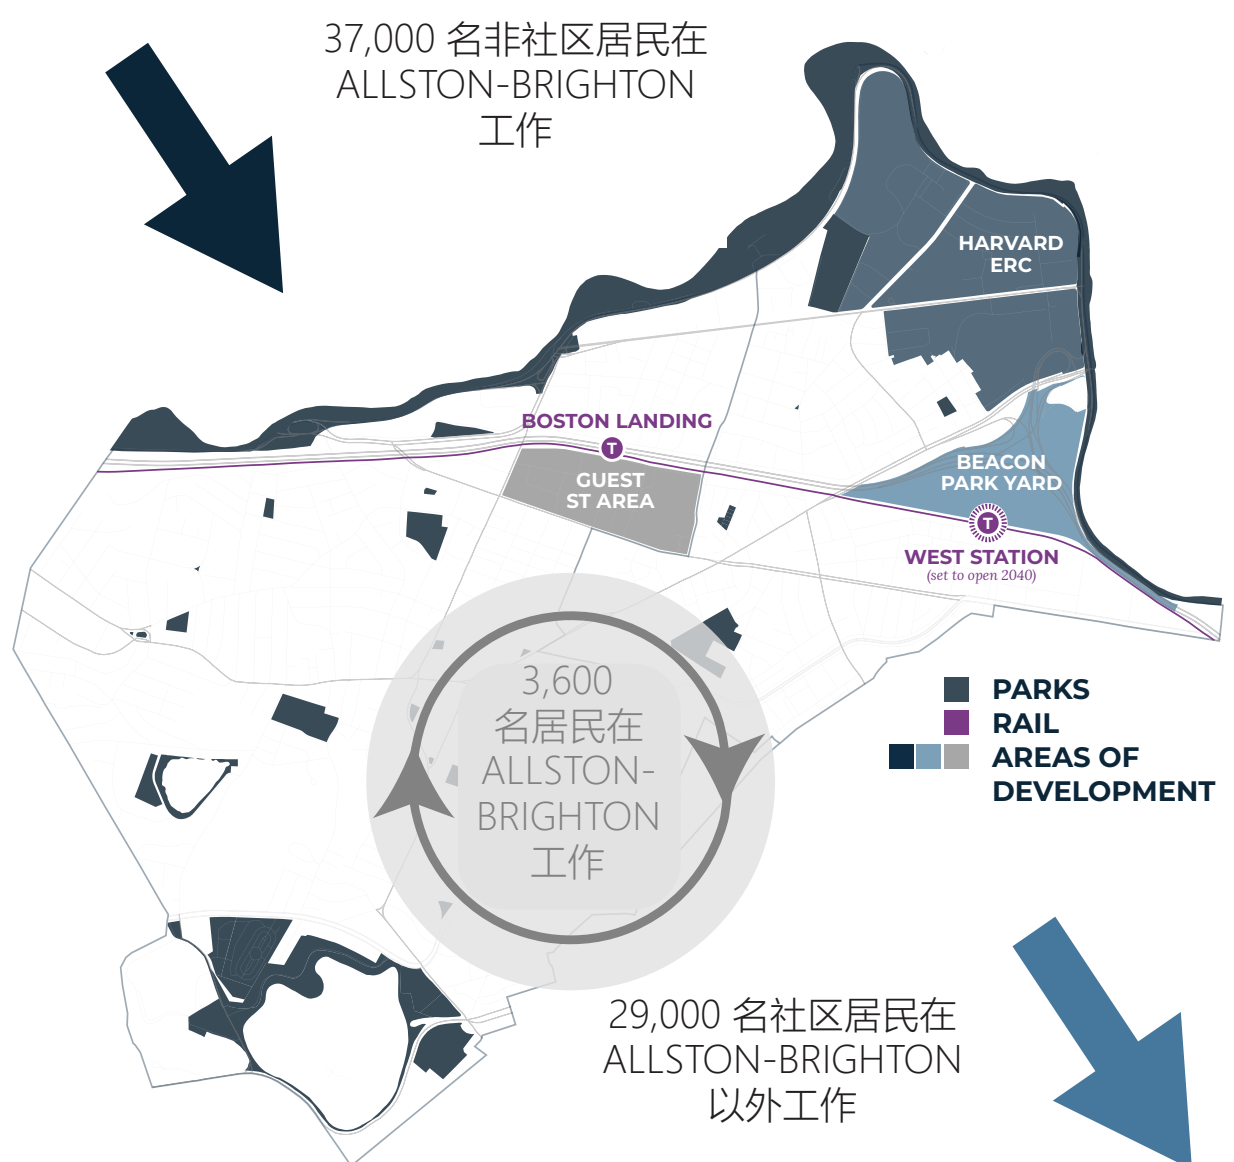 37,000 名非社区居民在
ALLSTON-BRIGHTON
工作
HARVARD
ERC
BOSTON LANDING
T
GUEST
ST AREA
BEACON
PARK YARD
T
WEST STATION
(set to open 2040)
3,600
名居民在
ALLSTON-
BRIGHTON
工作
PARKS
RAIL
AREAS OF
DEVELOPMENT
29,000 名社区居民在
ALLSTON-BRIGHTON
以外工作